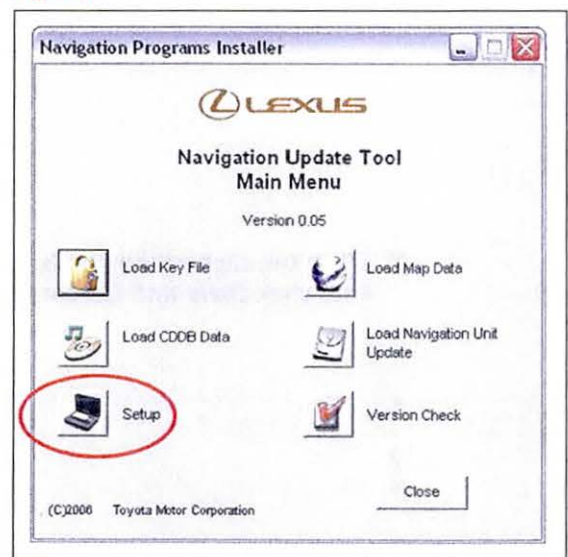 Navigation Programs Installer
LEXUS
Navigation Update Tool
Main Menu
Version 0.05
Load Key File
Load Map Data
Load CDDB Data
Load Navigation Unit
Update
Setup
Version Check
Close
(C)2006 Toyota Motor Corporation